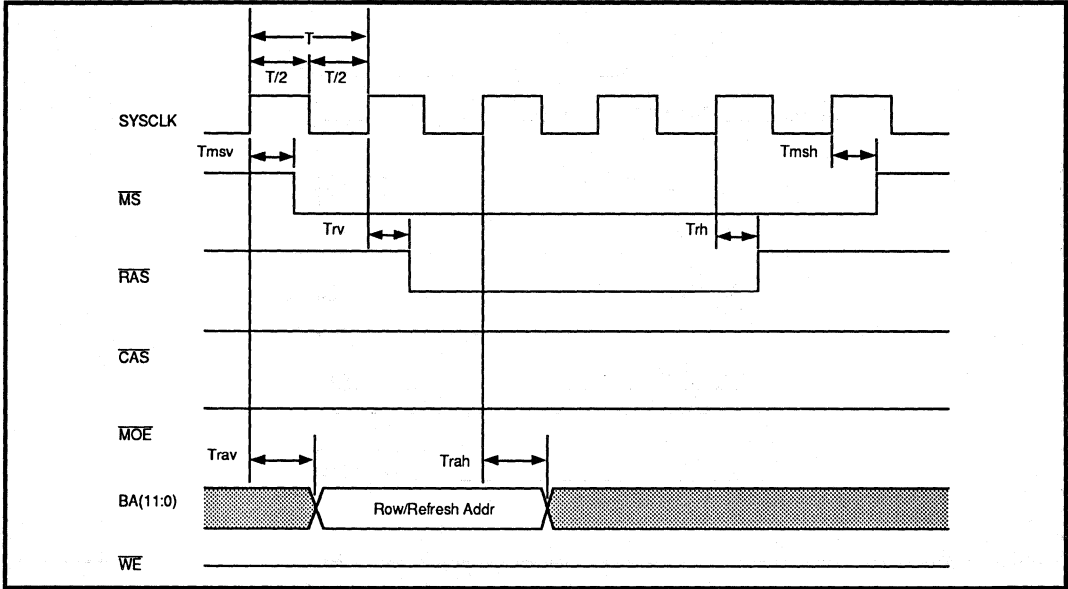 T
T/2 T/2
SYSCLK
Tmsv Tmsh
MS
Trv Trh
RAS
CAS
MOE
Trav Trah
BA(11:0) Row/Refresh Addr
WE